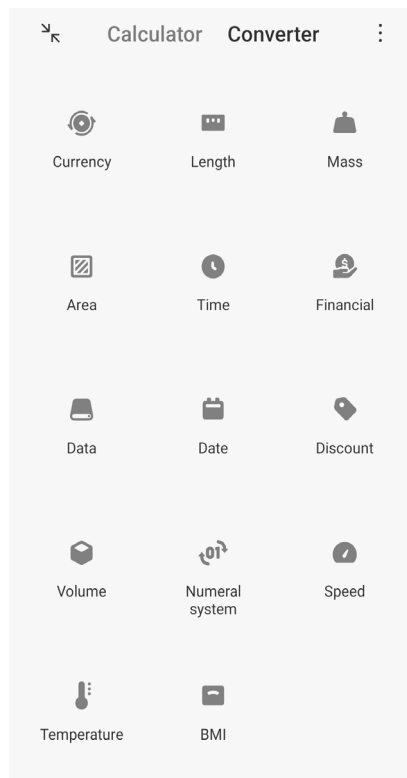 Calculator Converter
Currency Length Mass
Area Time Financial
Data Date Discount
Volume Numeral system Speed
Temperature BMI